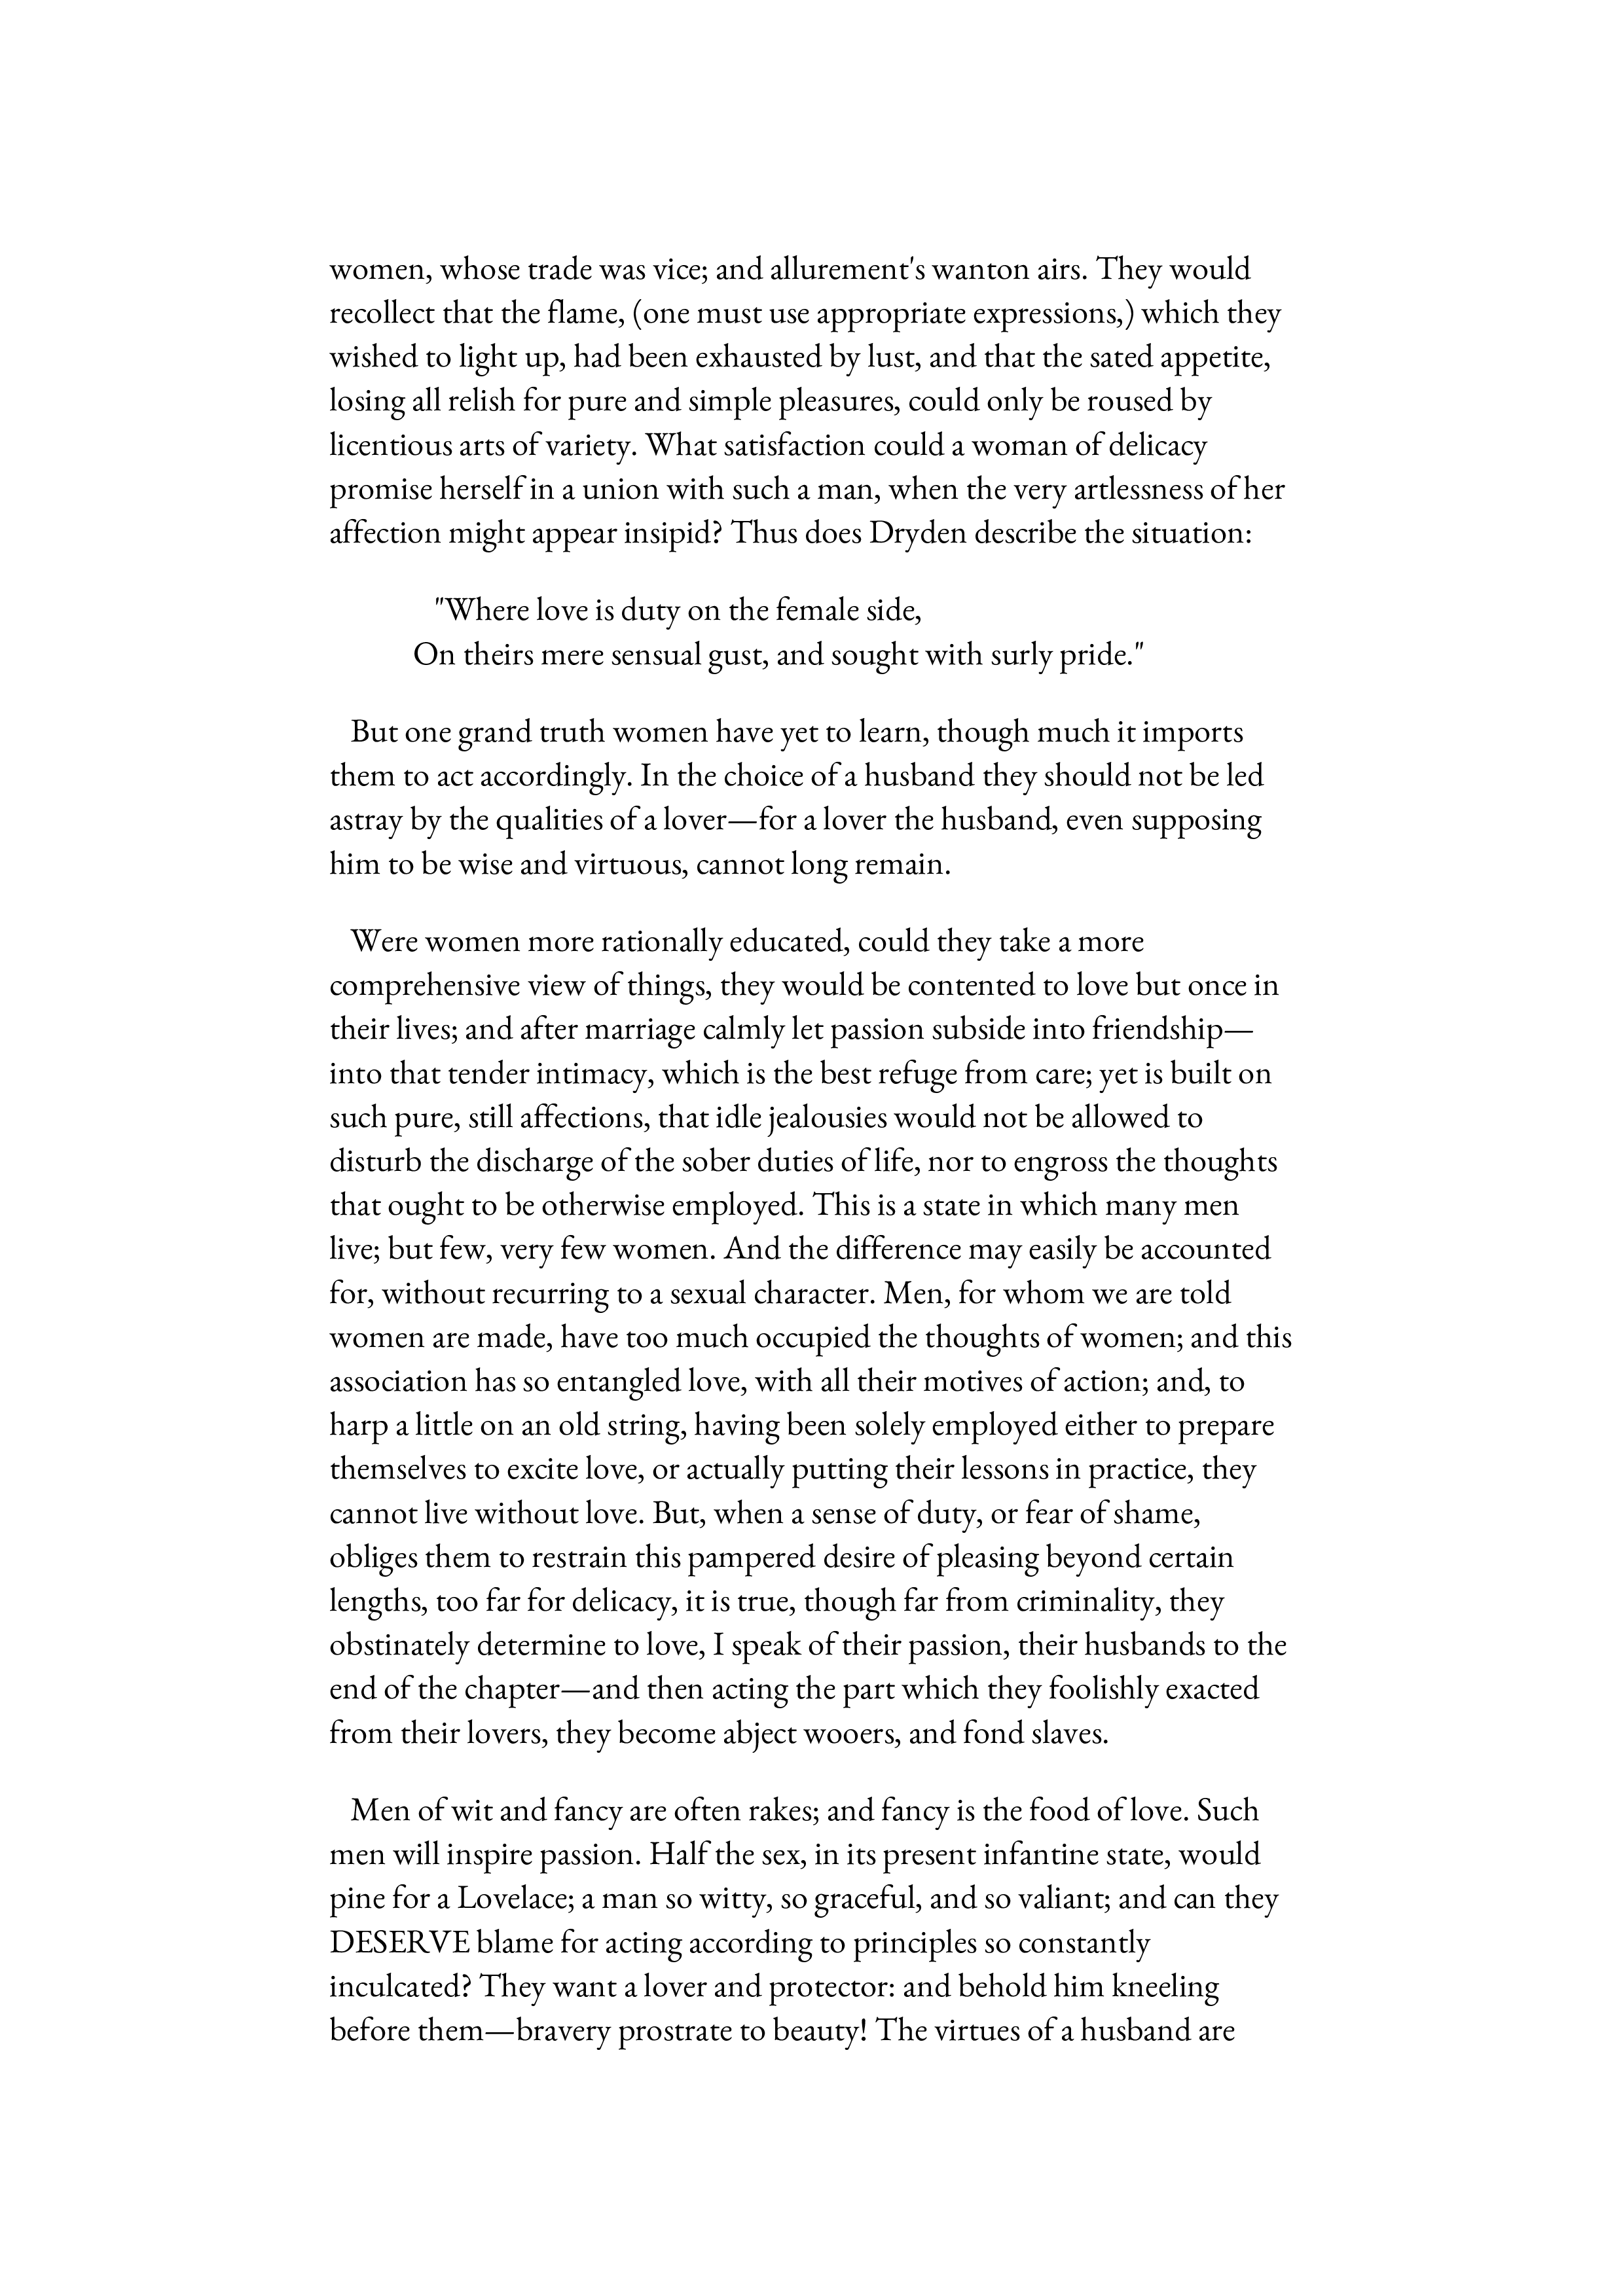 women, whose trade was vice; and allurement's wanton airs. They would
recollect that the flame, (one must use appropriate expressions,) which they
wished to light up, had been exhausted by lust, and that the sated appetite,
losing all relish for pure and simple pleasures, could only be roused by
licentious arts of variety. What satisfaction could a woman of delicacy
promise herself in a union with such a man, when the very artlessness of her
affection might appear insipid? Thus does Dryden describe the situation:
"Where love is duty on the female side,
On theirs mere sensual gust, and sought with surly pride."
But one grand truth women have yet to learn, though much it imports
them to act accordingly. In the choice of a husband they should not be led
astray by the qualities of a lover—for a lover the husband, even supposing
him to be wise and virtuous, cannot long remain.
Were women more rationally educated, could they take a more
comprehensive view of things, they would be contented to love but once in
their lives; and after marriage calmly let passion subside into friendship—
into that tender intimacy, which is the best refuge from care; yet is built on
such pure, still affections, that idle jealousies would not be allowed to
disturb the discharge of the sober duties of life, nor to engross the thoughts
that ought to be otherwise employed. This is a state in which many men
live; but few, very few women. And the difference may easily be accounted
for, without recurring to a sexual character. Men, for whom we are told
women are made, have too much occupied the thoughts of women; and this
association has so entangled love, with all their motives of action; and, to
harp a little on an old string, having been solely employed either to prepare
themselves to excite love, or actually putting their lessons in practice, they
cannot live without love. But, when a sense of duty, or fear of shame,
obliges them to restrain this pampered desire of pleasing beyond certain
lengths, too far for delicacy, it is true, though far from criminality, they
obstinately determine to love, I speak of their passion, their husbands to the
end of the chapter—and then acting the part which they foolishly exacted
from their lovers, they become abject wooers, and fond slaves.
Men of wit and fancy are often rakes; and fancy is the food of love. Such
men will inspire passion. Half the sex, in its present infantine state, would
pine for a Lovelace; a man so witty, so graceful, and so valiant; and can they
DESERVE blame for acting according to principles so constantly
inculcated? They want a lover and protector: and behold him kneeling
before them—bravery prostrate to beauty! The virtues of a husband are